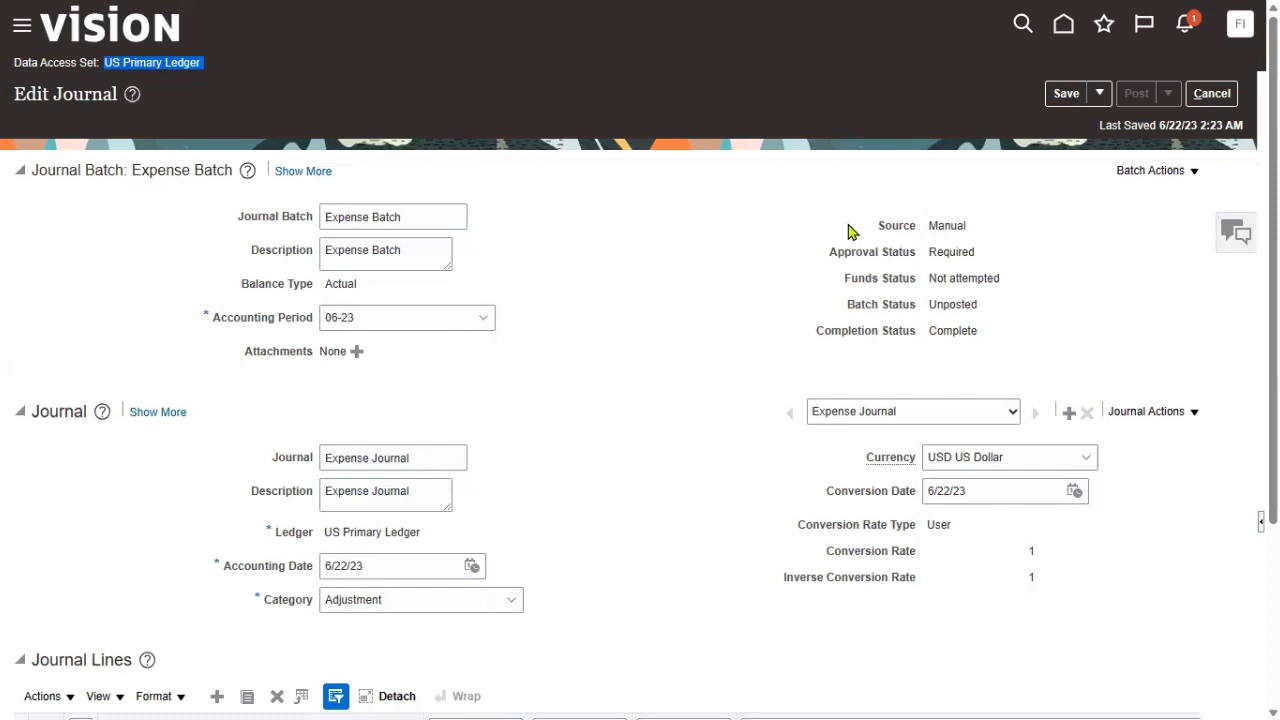 VISION
FI
1
Data Access Set: US Primary Ledger
Edit Journal ?
Save Post Cancel
Last Saved 6/22/23 2:23 AM
Journal Batch: Expense Batch ? Show More Batch Actions
Journal Batch Expense Batch
Description Expense Batch
Balance Type Actual
* Accounting Period 06-23
Attachments None
Source Manual
Approval Status Required
Funds Status Not attempted
Batch Status Unposted
Completion Status Complete
Journal ? Show More Expense Journal Journal Actions
Journal Expense Journal
Description Expense Journal
* Ledger US Primary Ledger
* Accounting Date 6/22/23
* Category Adjustment
Currency USD US Dollar
Conversion Date 6/22/23
Conversion Rate Type User
Conversion Rate 1
Inverse Conversion Rate 1
Journal Lines ?
Actions View Format Detach Wrap